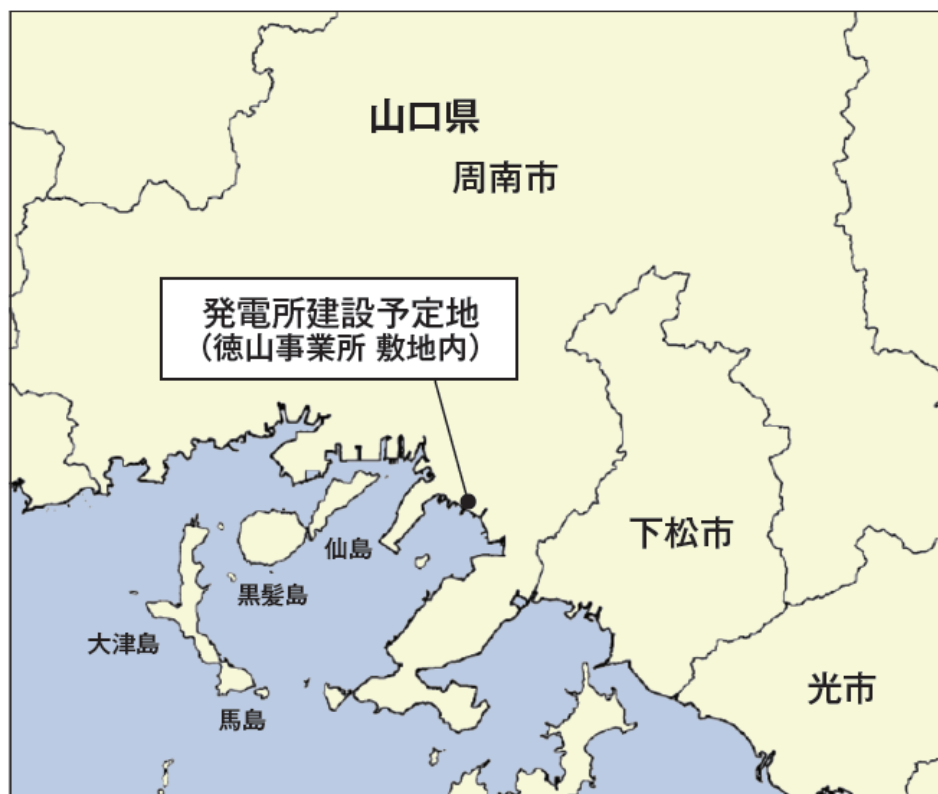 山口県
周南市
発電所建設予定地
（徳山事業所 敷地内）
下松市
仙島
黒髪島
大津島
光市
馬島